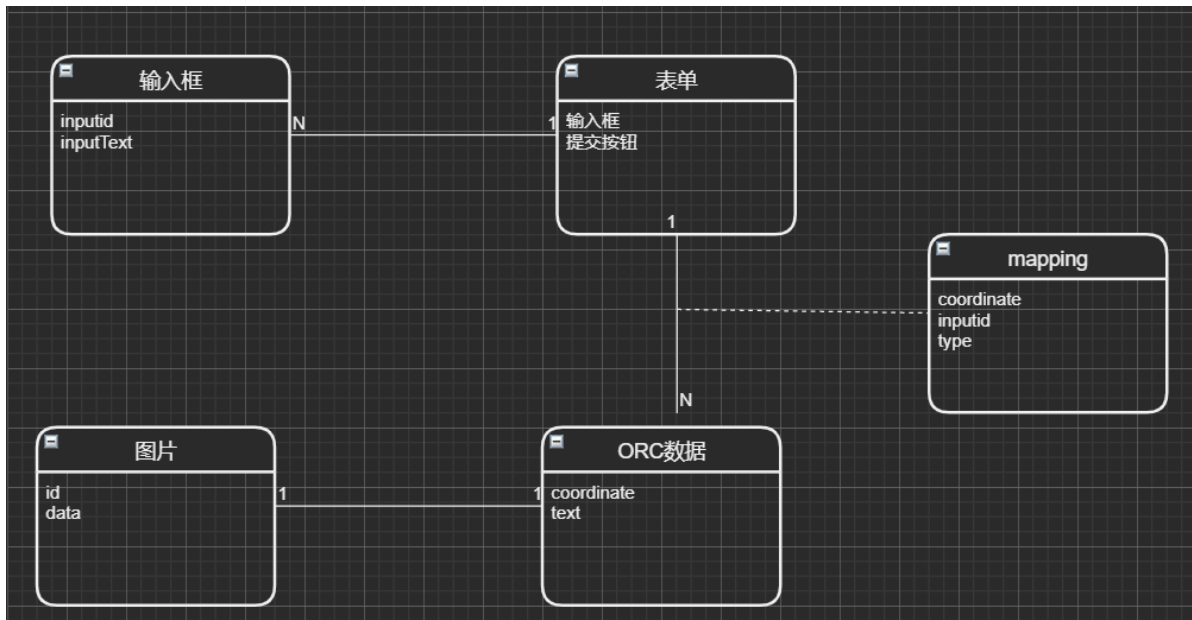 输入框
inputid
inputText
N
1
表单
输入框
提交按钮
1
mapping
coordinate
inputid
type
N
图片
id
data
1
1
ORC数据
coordinate
text